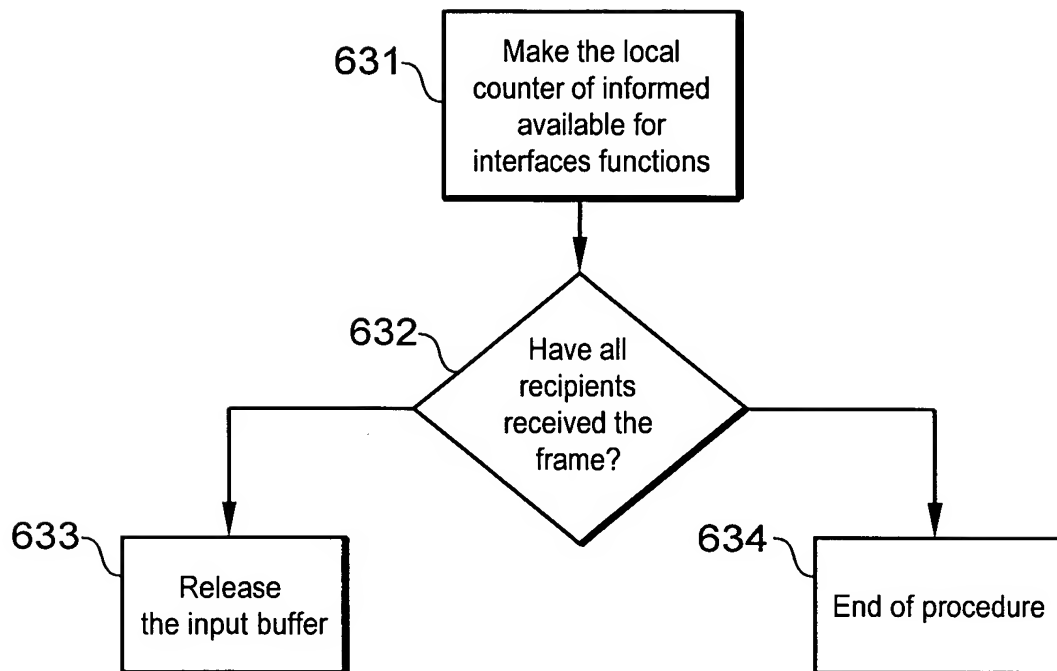 631
Make the local
counter of informed
available for
interfaces functions
632
Have all
recipients
received the
frame?
633
Release
the input buffer
634
End of procedure